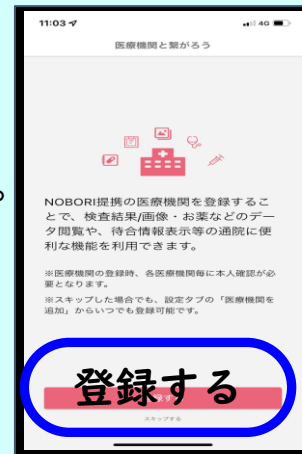 11:03
4G
医療機関と繋がろう
NOBORI提携の医療機関を登録するこ
とで、検査結果/画像・お薬などのデー
タ閲覧や、待合情報表示等の通院に便
利な機能を利用できます。
※医療機関の登録時、各医療機関毎に本人確認が必
要となります。
※スキップした場合でも、設定タブの「医療機関を
追加」からいつでも登録可能です。
登録する
スキップする